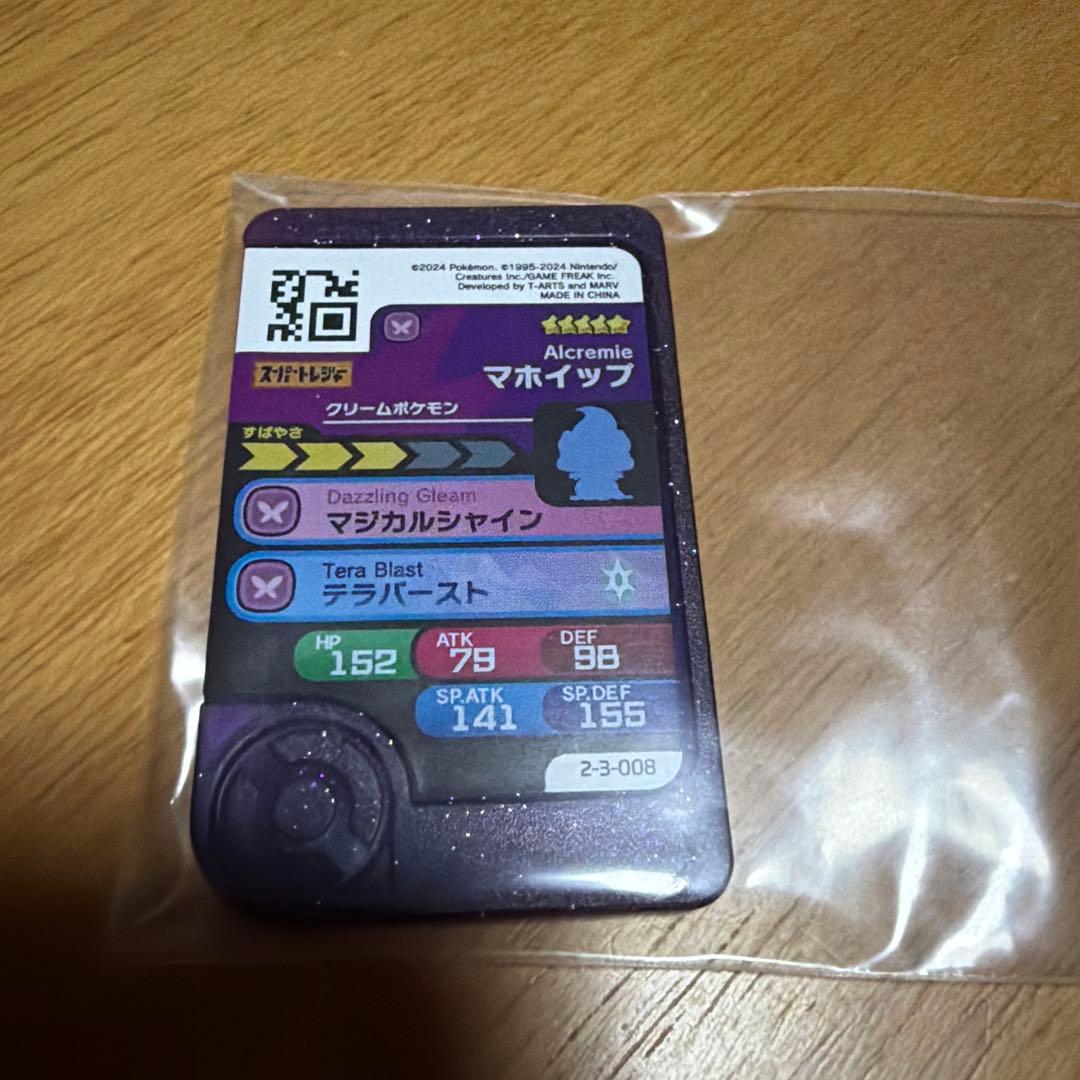 ©2024 Pokémon. ©1995-2024 Nintendo/
Creatures Inc./GAME FREAK inc.
Developed by T-ARTS and MARV
MADE IN CHINA
Alcremie
マホイップ
スーパートレジャー
クリームポケモン
すばやさ
Dazzling Gleam
マジカルシャイン
Tera Blast
テラバースト
HP 152
ATK 79
DEF 98
SP.ATK 141
SP.DEF 155
2-3-008